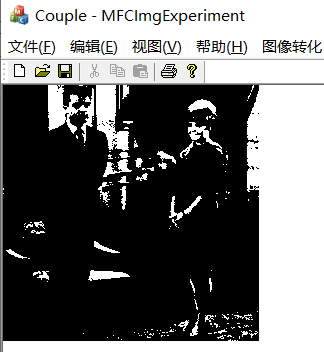 Couple - MFCImgExperiment
文件(F) 编辑(E) 视图(V) 帮助(H) 图像转化